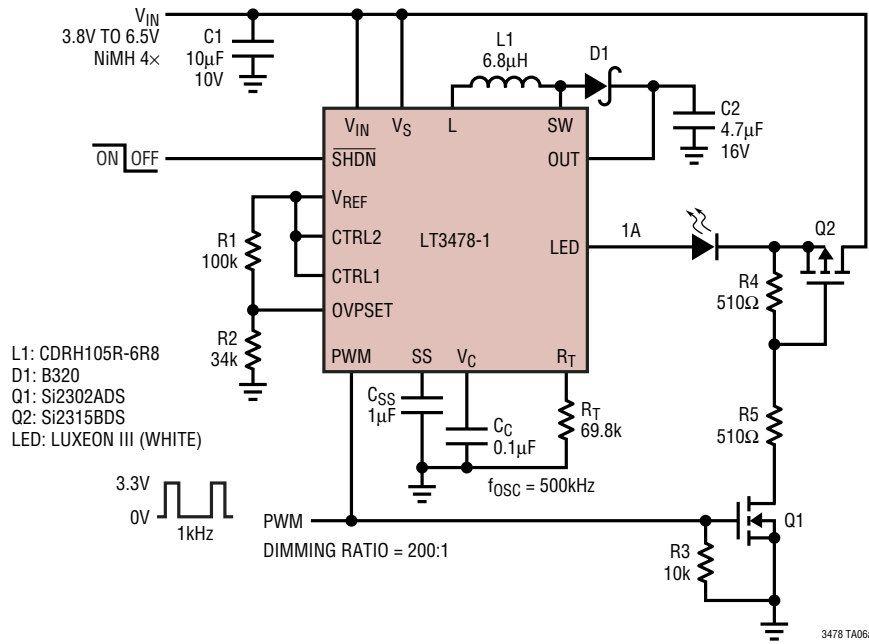 VIN
3.8V TO 6.5V
NiMH 4×
C1
10µF
10V
L1
6.8µH
D1
C2
4.7µF
16V
VIN
VS
L
SW
ON OFF
SHDN
OUT
VREF
CTRL2
CTRL1
OVPSET
LT3478-1
LED
1A
Q2
R1
100k
R2
34k
R4
510Ω
PWM
SS
VC
RT
L1: CDRH105R-6R8
D1: B320
Q1: Si2302ADS
Q2: Si2315BDS
LED: LUXEON III (WHITE)
CSS
1µF
CC
0.1µF
RT
69.8k
R5
510Ω
fOSC = 500kHz
3.3V
0V
1kHz
PWM
DIMMING RATIO = 200:1
R3
10k
Q1